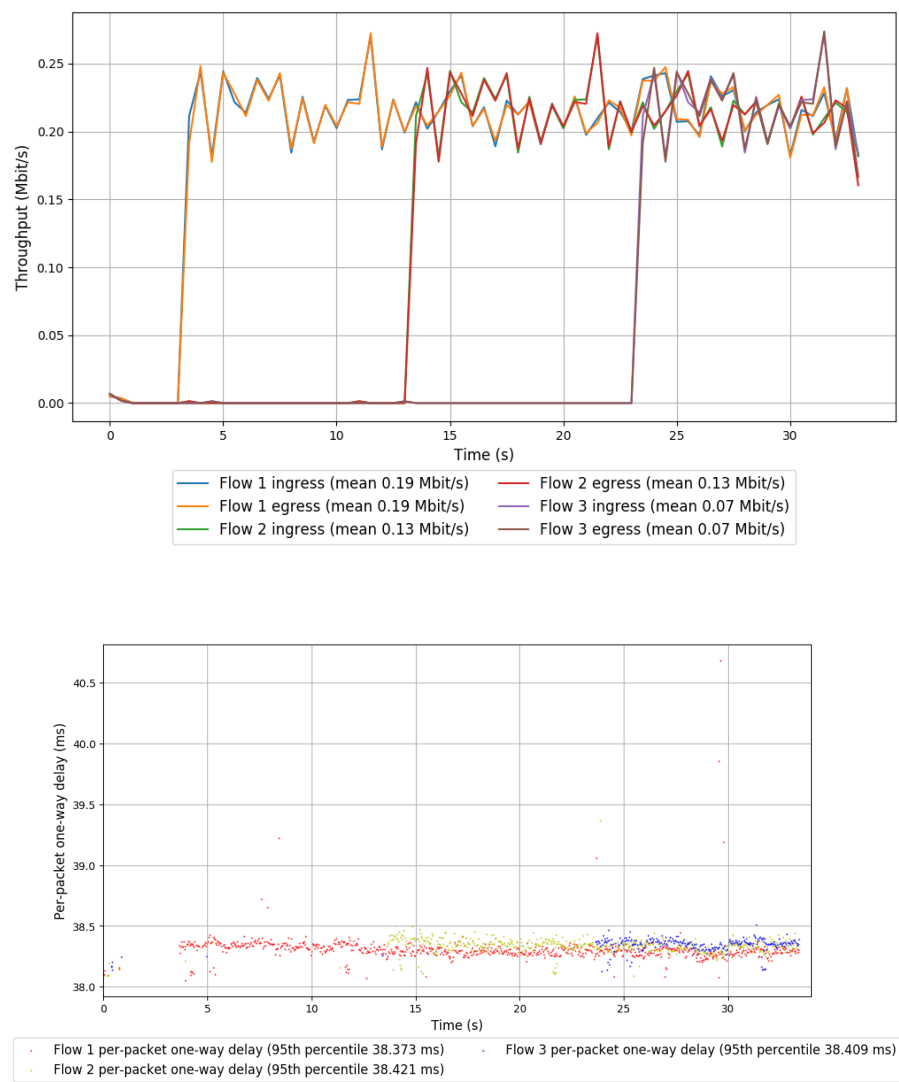 0.25
0.20
0.15
0.10
0.05
0.00
Throughput (Mbit/s)
0 5 10 15 20 25 30
Time (s)
Flow 1 ingress (mean 0.19 Mbit/s) Flow 2 egress (mean 0.13 Mbit/s)
Flow 1 egress (mean 0.19 Mbit/s) Flow 3 ingress (mean 0.07 Mbit/s)
Flow 2 ingress (mean 0.13 Mbit/s) Flow 3 egress (mean 0.07 Mbit/s)
40.5
40.0
39.5
39.0
38.5
38.0
Per-packet one-way delay (ms)
0 5 10 15 20 25 30
Time (s)
Flow 1 per-packet one-way delay (95th percentile 38.373 ms) Flow 3 per-packet one-way delay (95th percentile 38.409 ms)
Flow 2 per-packet one-way delay (95th percentile 38.421 ms)